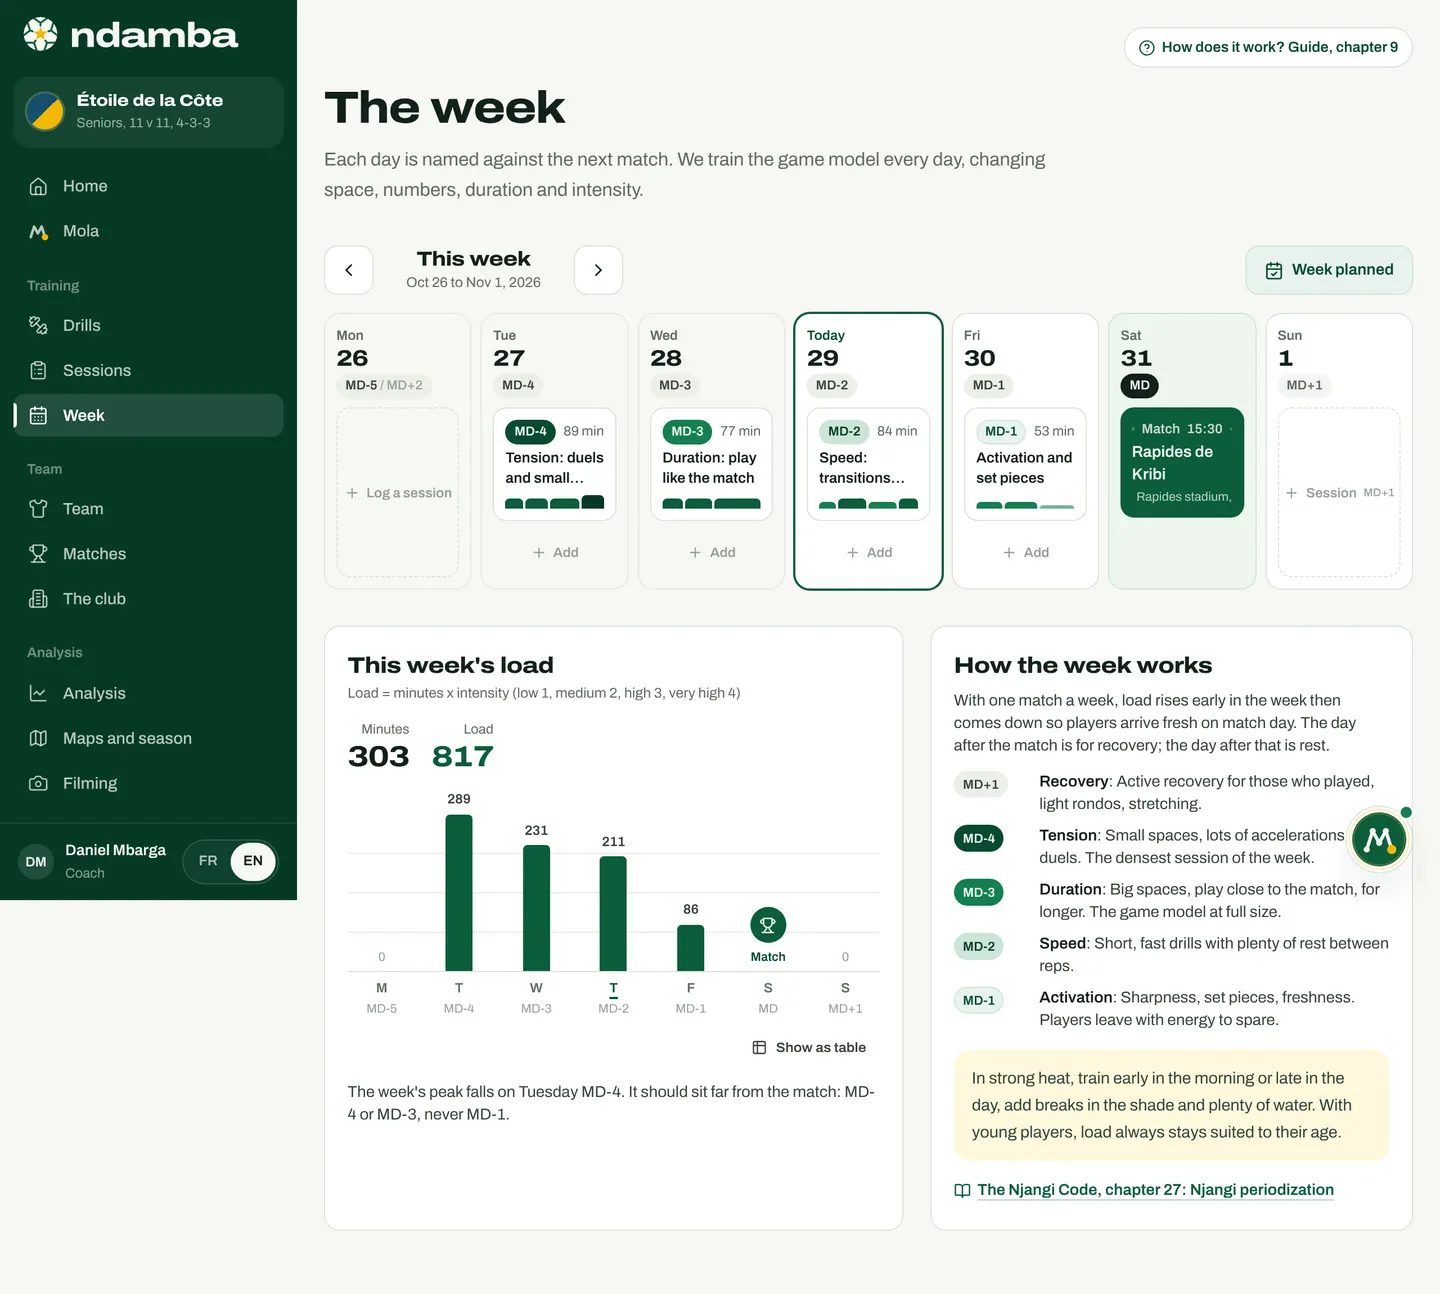 ndamba
Étoile de la Côte
Seniors, 11 v 11, 4-3-3
Home
Mola
Training
Drills
Sessions
Week
Team
Team
Matches
The club
Analysis
Analysis
Maps and season
Filming
DM
Daniel Mbarga
Coach
FR EN
How does it work? Guide, chapter 9
The week
Each day is named against the next match. We train the game model every day, changing
space, numbers, duration and intensity.
This week
Oct 26 to Nov 1, 2026
Week planned
Mon
26
MD-5 / MD+2
+ Log a session
Tue
27
MD-4
MD-4 89 min
Tension: duels
and small…
+ Add
Wed
28
MD-3
MD-3 77 min
Duration: play
like the match
+ Add
Today
29
MD-2
MD-2 84 min
Speed:
transitions…
+ Add
Fri
30
MD-1
MD-1 53 min
Activation and
set pieces
+ Add
Sat
31
MD
Match 15:30
Rapides de
Kribi
Rapides stadium,
Sun
1
MD+1
+ Session MD+1
This week's load
Load = minutes x intensity (low 1, medium 2, high 3, very high 4)
Minutes Load
303 817
0 289 231 211 86 Match 0
M T W T F S S
MD-5 MD-4 MD-3 MD-2 MD-1 MD MD+1
Show as table
The week's peak falls on Tuesday MD-4. It should sit far from the match: MD-
4 or MD-3, never MD-1.
How the week works
With one match a week, load rises early in the week then
comes down so players arrive fresh on match day. The day
after the match is for recovery; the day after that is rest.
MD+1 Recovery: Active recovery for those who played,
light rondos, stretching.
MD-4 Tension: Small spaces, lots of accelerations
duels. The densest session of the week.
MD-3 Duration: Big spaces, play close to the match, for
longer. The game model at full size.
MD-2 Speed: Short, fast drills with plenty of rest between
reps.
MD-1 Activation: Sharpness, set pieces, freshness.
Players leave with energy to spare.
In strong heat, train early in the morning or late in the
day, add breaks in the shade and plenty of water. With
young players, load always stays suited to their age.
The Njangi Code, chapter 27: Njangi periodization